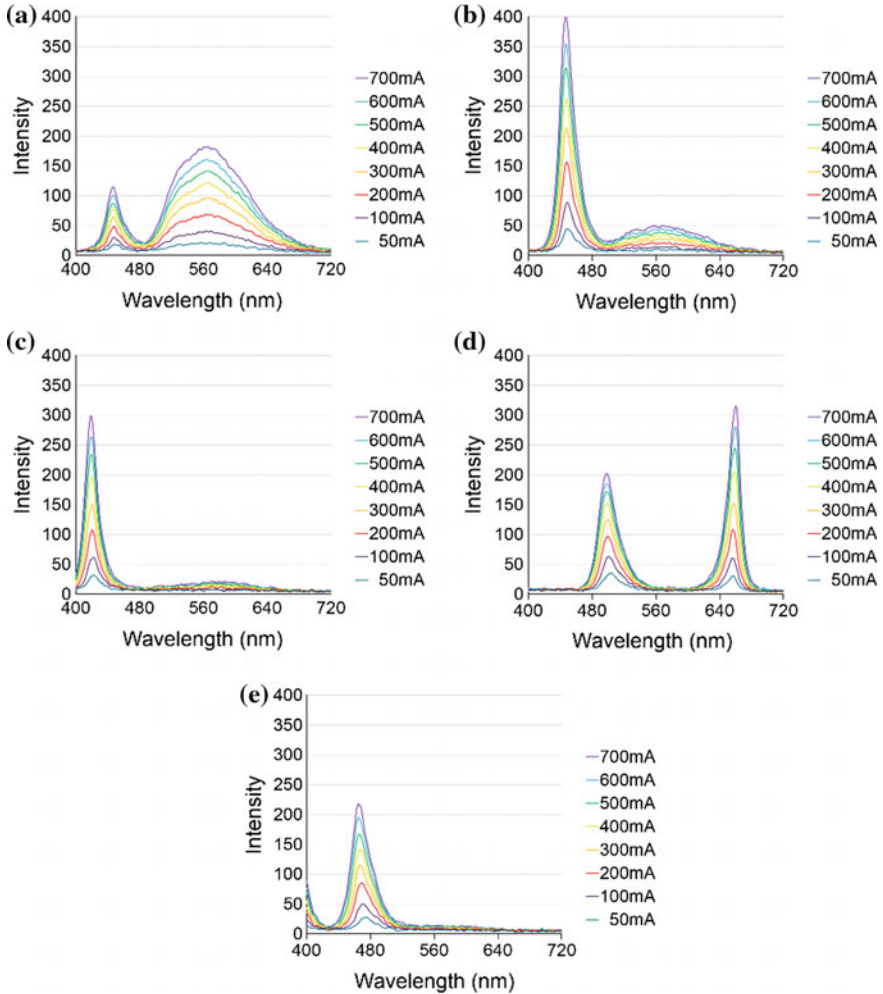 (a)
400
350
300
250
200
150
100
50
0
Intensity
400 480 560 640 720
Wavelength (nm)
700mA
600mA
500mA
400mA
300mA
200mA
100mA
50mA
(b)
400
350
300
250
200
150
100
50
0
Intensity
400 480 560 640 720
Wavelength (nm)
700mA
600mA
500mA
400mA
300mA
200mA
100mA
50mA
(c)
400
350
300
250
200
150
100
50
0
Intensity
400 480 560 640 720
Wavelength (nm)
700mA
600mA
500mA
400mA
300mA
200mA
100mA
50mA
(d)
400
350
300
250
200
150
100
50
0
Intensity
400 480 560 640 720
Wavelength (nm)
700mA
600mA
500mA
400mA
300mA
200mA
100mA
50mA
(e)
400
350
300
250
200
150
100
50
0
Intensity
400 480 560 640 720
Wavelength (nm)
700mA
600mA
500mA
400mA
300mA
200mA
100mA
50mA